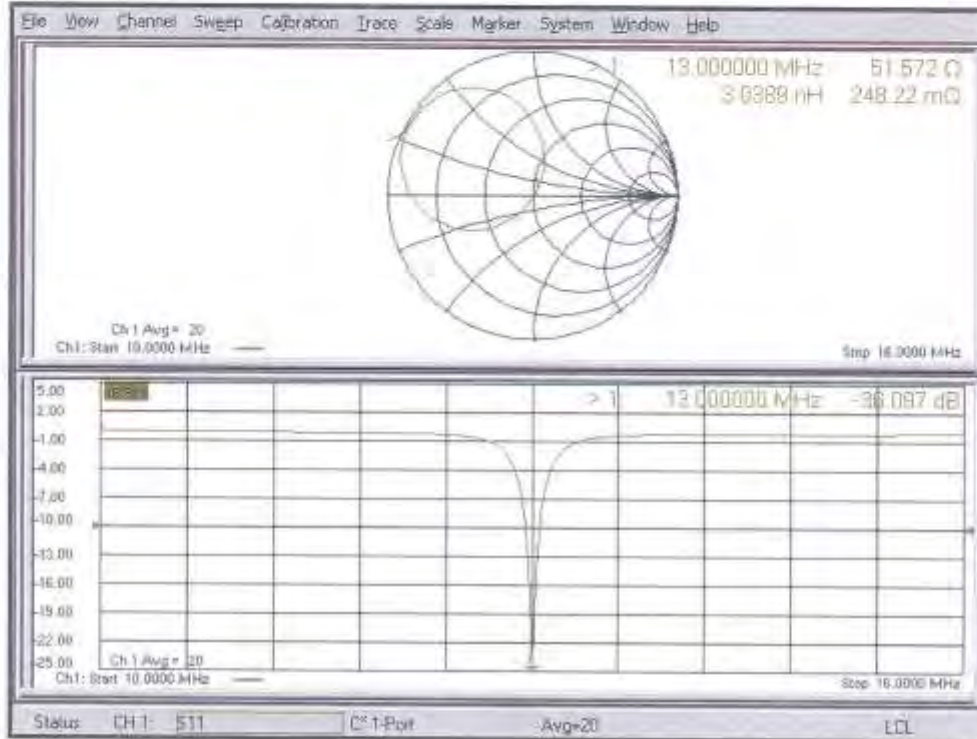 File View Channel Sweep Calibration Trace Scale Marker System Window Help
> 1
13.000000 MHz 51.572 Ω
3.0389 nH 248.22 mΩ
Ch 1 Avg = 20
Ch1: Start 10.0000 MHz
Stop 16.0000 MHz
5.00
2.00
-1.00
-4.00
-7.00
-10.00
-13.00
-16.00
-19.00
-22.00
-25.00
> 1 13.000000 MHz -36.097 dB
Ch 1 Avg = 20
Ch1: Start 10.0000 MHz
Stop 16.0000 MHz
Status CH 1: S11 C* 1-Port Avg=20 LCL